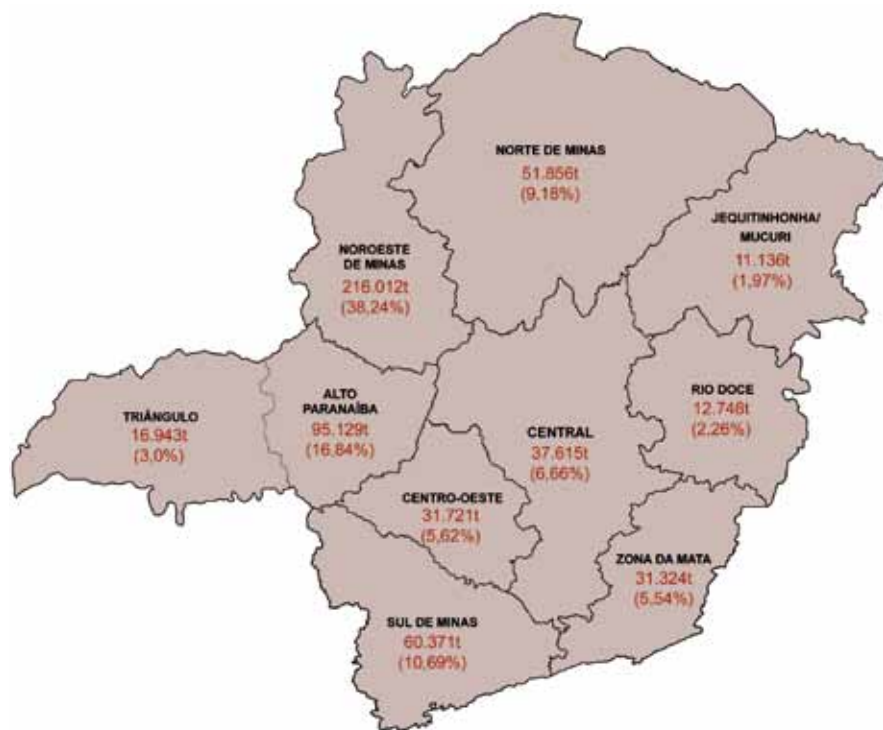 NORTE DE MINAS
51.856t
(9,18%)
JEQUITINHONHA/
MUCURI
11.136t
(1,97%)
NOROESTE
DE MINAS
216.012t
(38,24%)
ALTO
PARANAÍBA
95.129t
(16,84%)
TRIÂNGULO
16.943t
(3,0%)
RIO DOCE
12.748t
(2,26%)
CENTRAL
37.615t
(6,66%)
CENTRO-OESTE
31.721t
(5,62%)
ZONA DA MATA
31.324t
(5,54%)
SUL DE MINAS
60.371t
(10,69%)